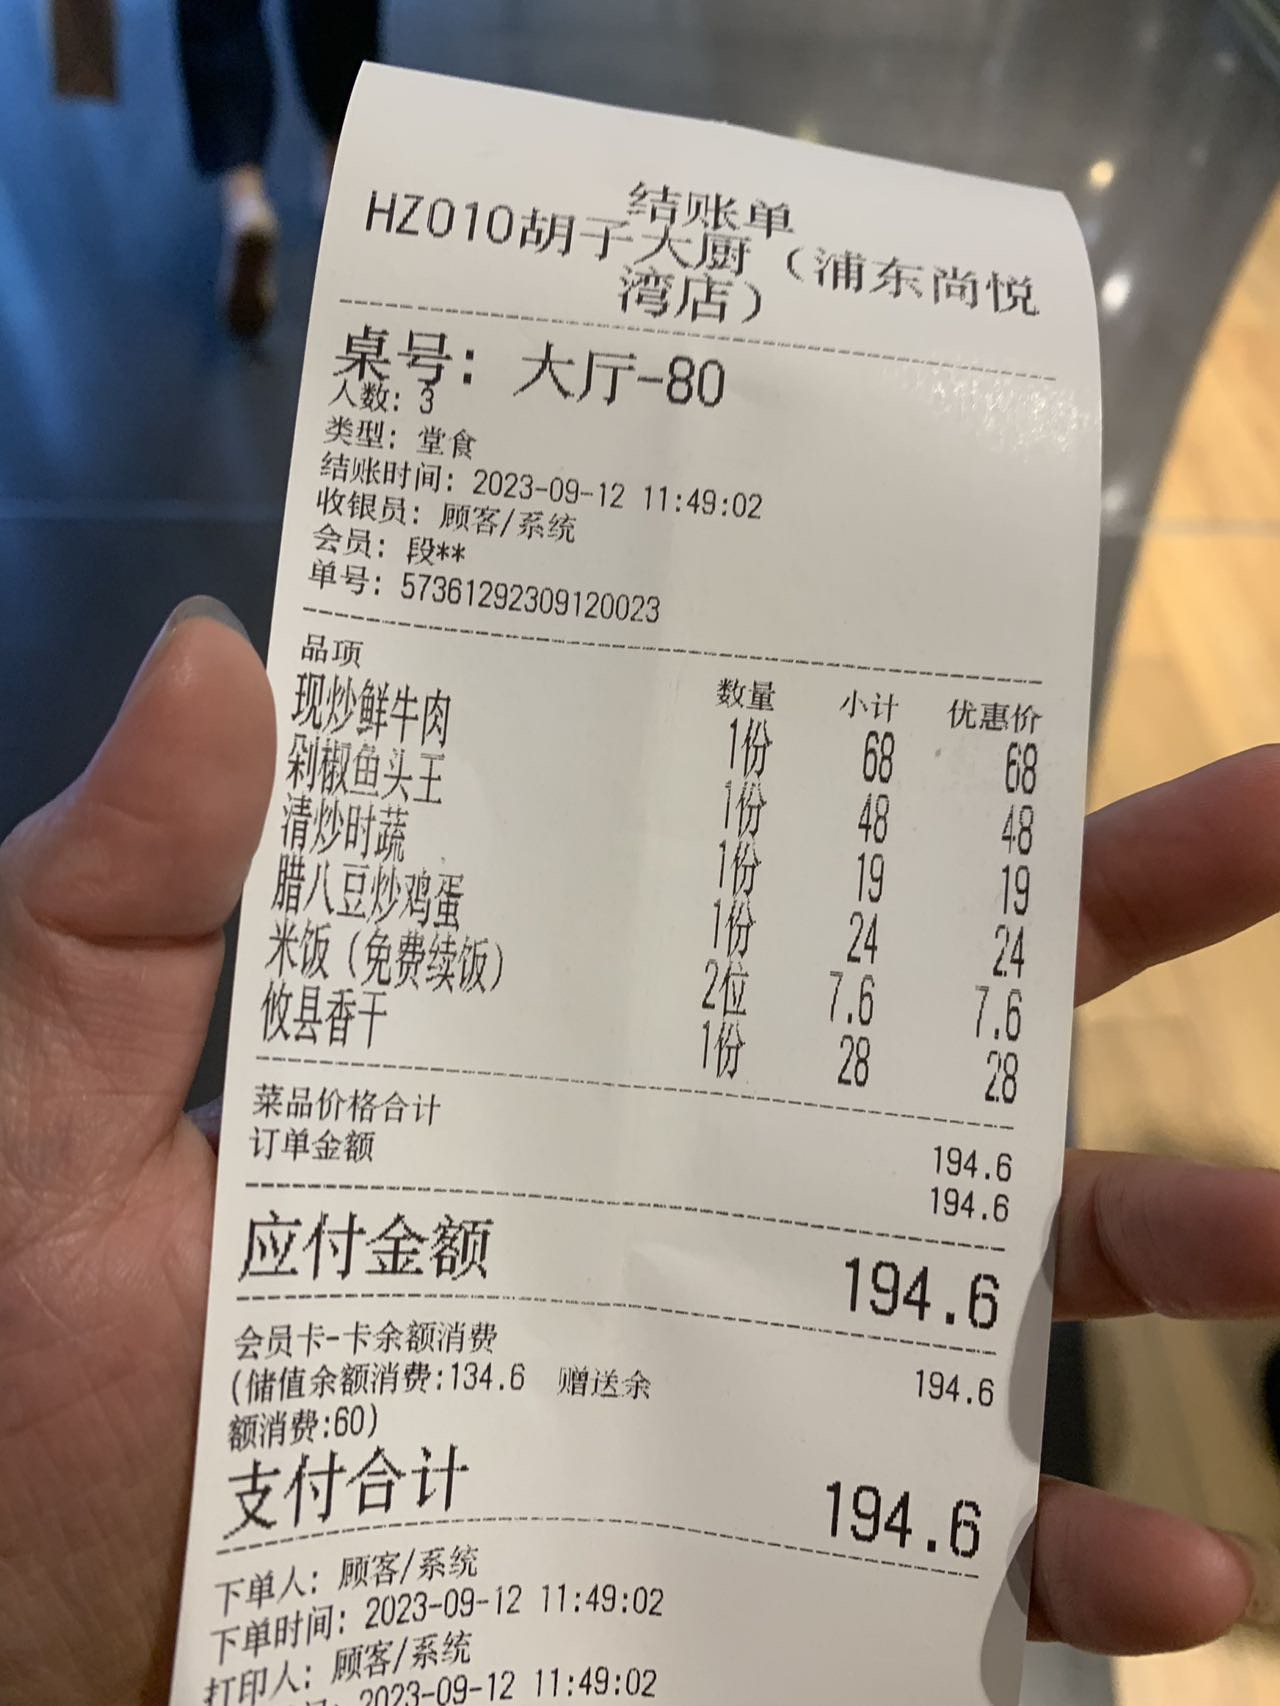 结账单
HZ010胡子大厨（浦东尚悦
湾店）
桌号：大厅-80
人数：3
类型：堂食
结账时间：2023-09-12 11:49:02
收银员：顾客/系统
会员：段**
单号：573612923091 20023
品项 数量 小计 优惠价
现炒鲜牛肉 1份 68 68
剁椒鱼头王 1份 48 48
清炒时蔬 1份 19 19
腊八豆炒鸡蛋 1份 24 24
米饭（免费续饭） 2位 7.6 7.6
攸县香干 1份 28 28
菜品价格合计 194.6
订单金额 194.6
应付金额 194.6
会员卡-卡余额消费 194.6
(储值余额消费:134.6 赠送余
额消费:60)
支付合计 194.6
下单人：顾客/系统
下单时间：2023-09-12 11:49:02
打印人：顾客/系统
2023-09-12 11:49:02